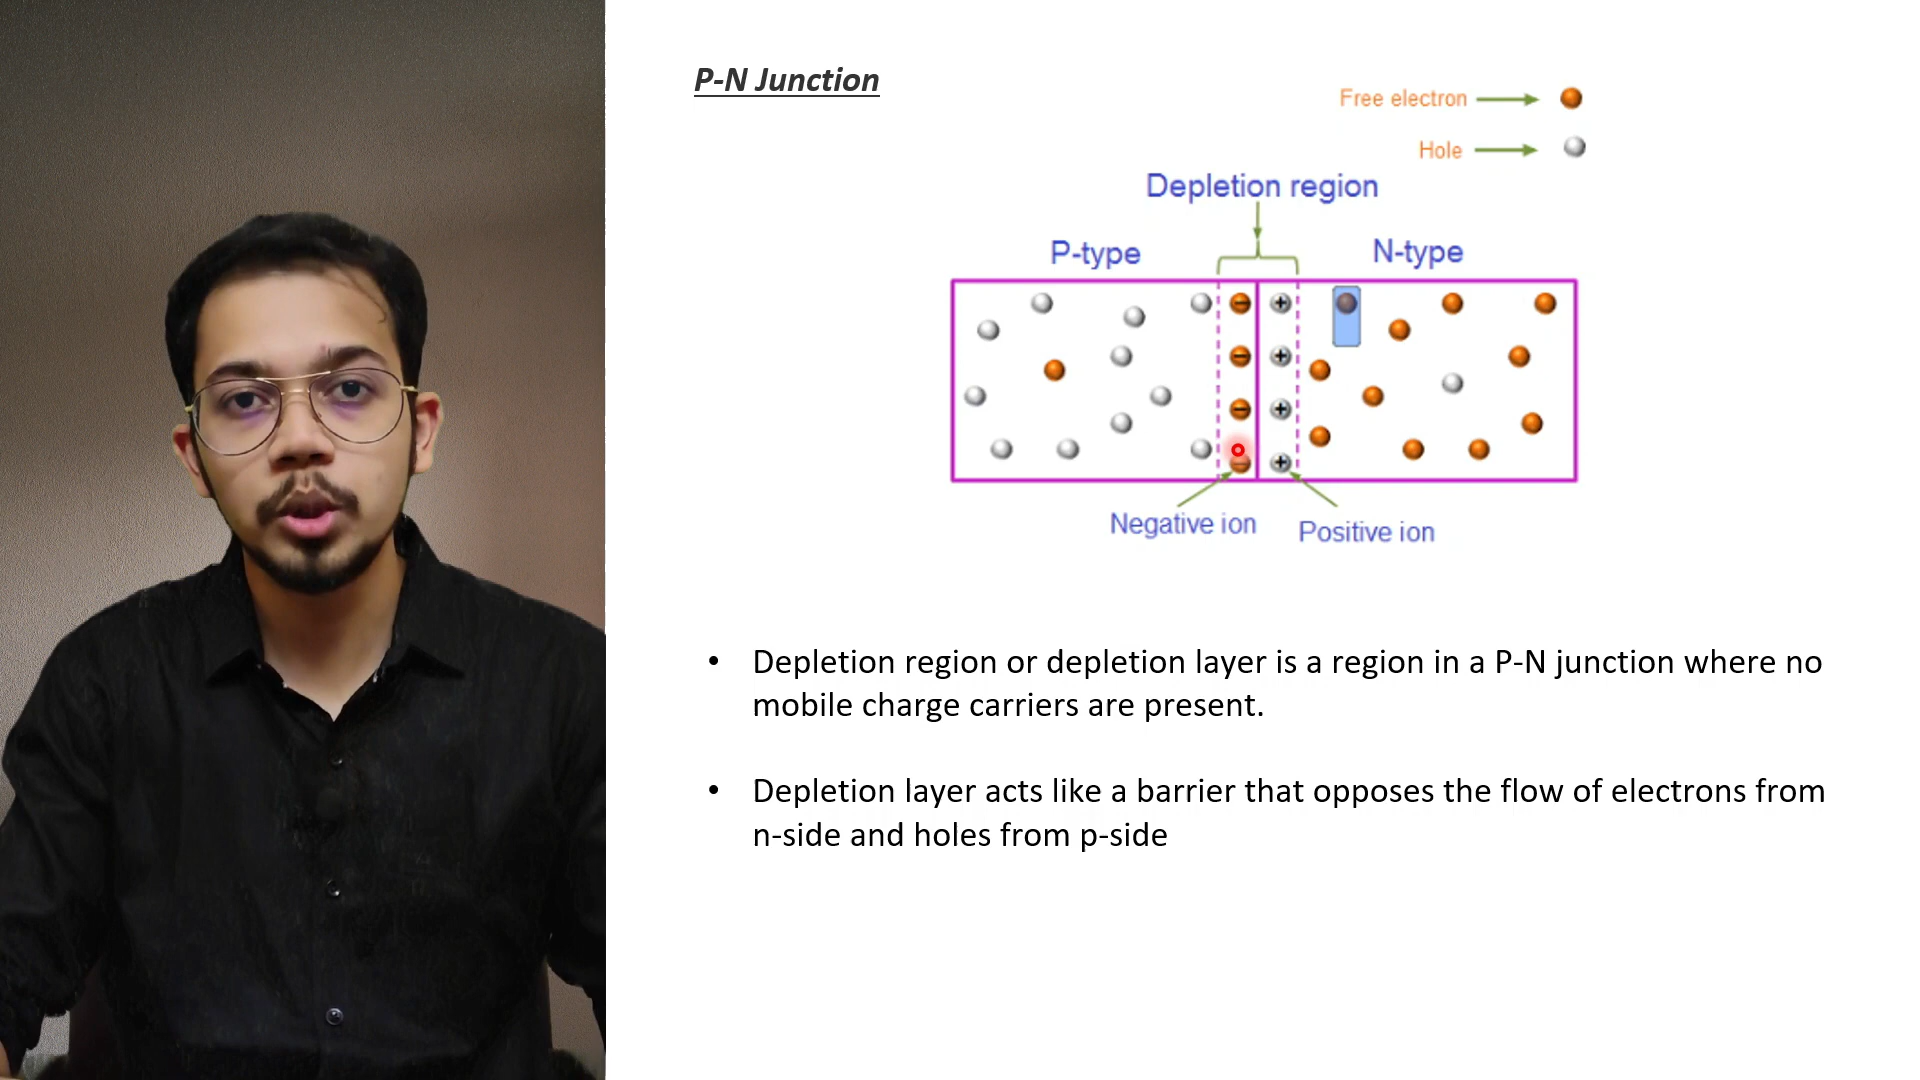 P-N Junction
Free electron
Hole
Depletion region
P-type
N-type
Negative ion
Positive ion
• Depletion region or depletion layer is a region in a P-N junction where no
mobile charge carriers are present.
• Depletion layer acts like a barrier that opposes the flow of electrons from
n-side and holes from p-side